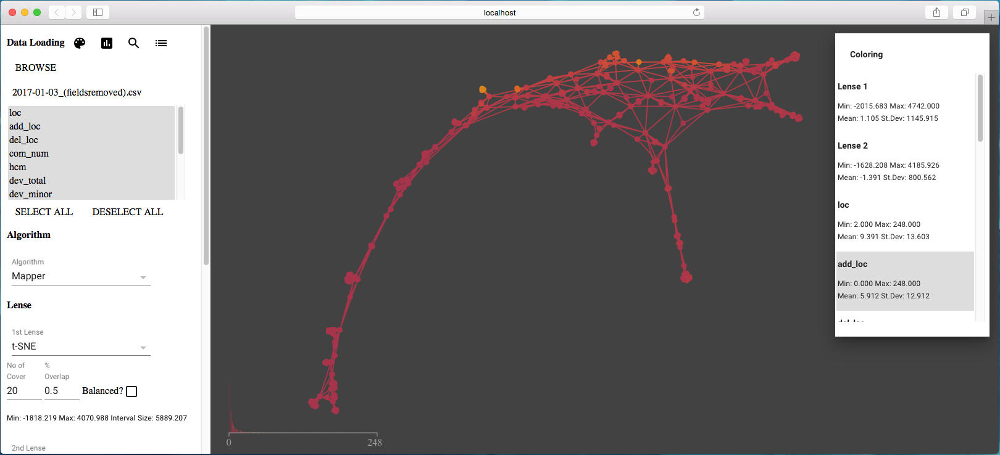 localhost
Data Loading
BROWSE
2017-01-03_(fieldsremoved).csv
loc
add_loc
del_loc
com_num
hcm
dev_total
dev_minor
SELECT ALL DESELECT ALL
Algorithm
Algorithm
Mapper
Lense
1st Lense
t-SNE
No of Cover
% Overlap
20 0.5 Balanced?
Min: -1818.219 Max: 4070.988 Interval Size: 5889.207
2nd Lense
0 248
Coloring
Lense 1
Min: -2015.683 Max: 4742.000
Mean: 1.105 St.Dev: 1145.915
Lense 2
Min: -1628.208 Max: 4185.926
Mean: -1.391 St.Dev: 800.562
loc
Min: 2.000 Max: 248.000
Mean: 9.391 St.Dev: 13.603
add_loc
Min: 0.000 Max: 248.000
Mean: 5.912 St.Dev: 12.912